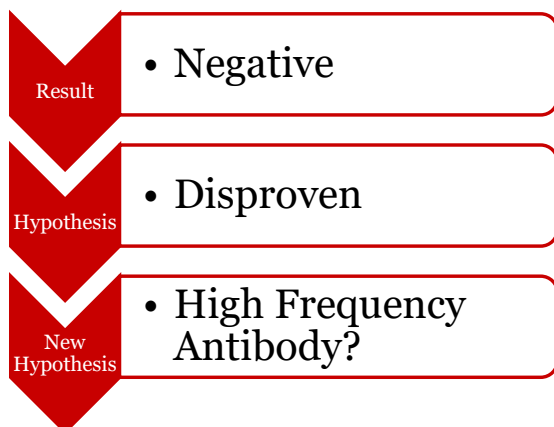 Result
• Negative
Hypothesis
• Disproven
New
Hypothesis
• High Frequency
Antibody?